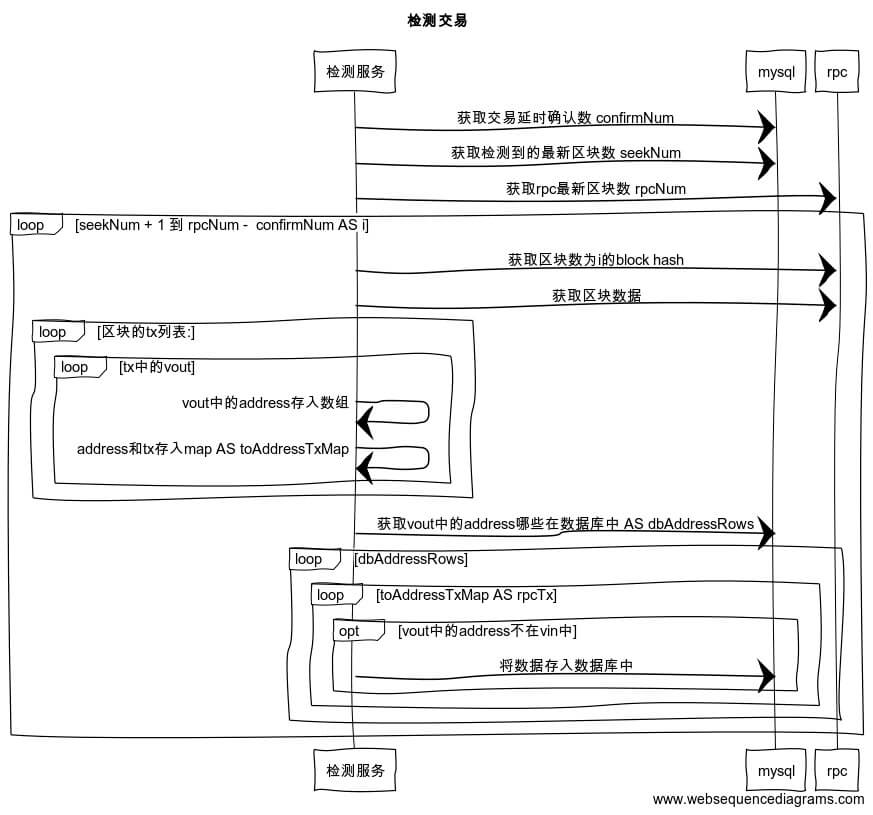 检测交易
检测服务
mysql
rpc
获取交易延时确认数 confirmNum
获取检测到的最新区块数 seekNum
获取rpc最新区块数 rpcNum
loop
[seekNum + 1 到 rpcNum - confirmNum AS i]
获取区块数为i的block hash
获取区块数据
loop
[区块的tx列表:]
loop
[tx中的vout]
vout中的address存入数组
address和tx存入map AS toAddressTxMap
获取vout中的address哪些在数据库中 AS dbAddressRows
loop
[dbAddressRows]
loop
[toAddressTxMap AS rpcTx]
opt
[vout中的address不在vin中]
将数据存入数据库中
检测服务
mysql
rpc
www.websequencediagrams.com